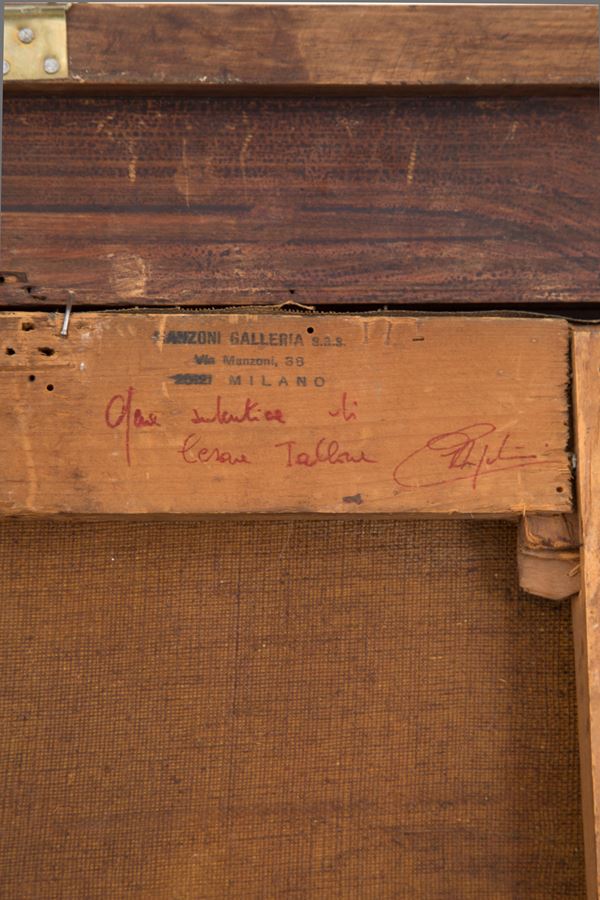 MANZONI GALLERIA s.a.s.
Via Manzoni, 38
20121 MILANO
Opera autentica di
Cesare Tallone